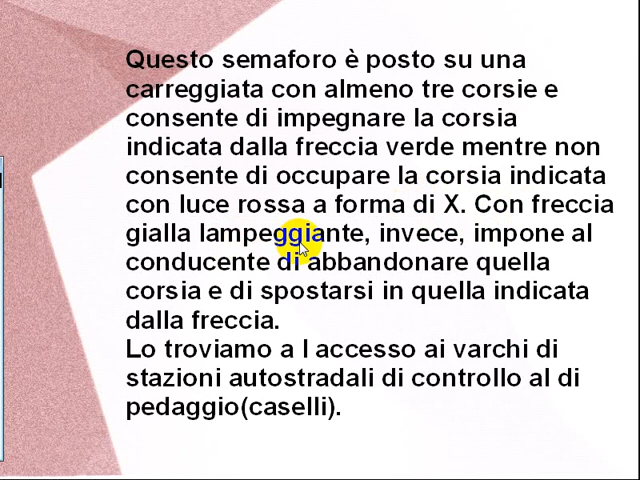 Questo semaforo è posto su una
carreggiata con almeno tre corsie e
consente di impegnare la corsia
indicata dalla freccia verde mentre non
consente di occupare la corsia indicata
con luce rossa a forma di X. Con freccia
gialla lampeggiante, invece, impone al
conducente di abbandonare quella
corsia e di spostarsi in quella indicata
dalla freccia.
Lo troviamo a l accesso ai varchi di
stazioni autostradali di controllo al di
pedaggio(caselli).